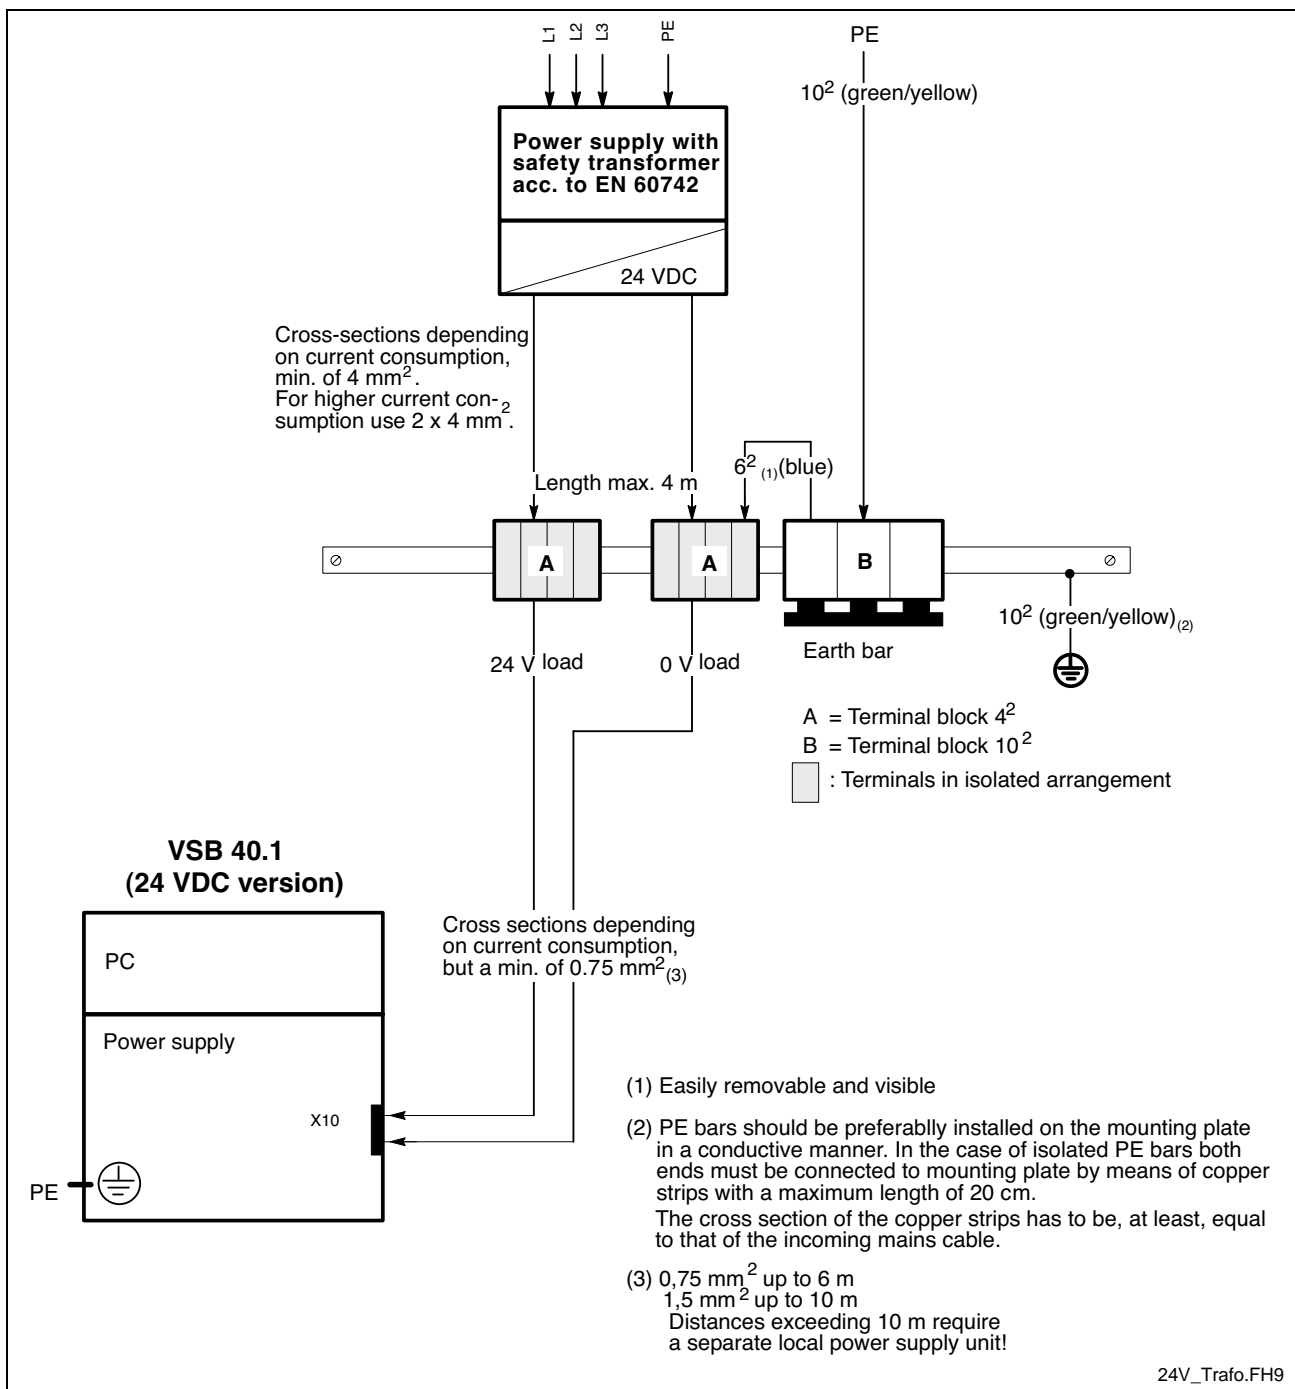 L1 L2 L3 PE PE
10² (green/yellow)
Power supply with
safety transformer
acc. to EN 60742
24 VDC
Cross-sections depending
on current consumption,
min. of 4 mm².
For higher current con-
sumption use 2 x 4 mm².
6² (1)(blue)
Length max. 4 m
A A B
10² (green/yellow)(2)
Earth bar
24 V load 0 V load
A = Terminal block 4²
B = Terminal block 10²
: Terminals in isolated arrangement
VSB 40.1
(24 VDC version)
Cross sections depending
on current consumption,
but a min. of 0.75 mm²(3)
PC
Power supply
X10
PE
(1) Easily removable and visible
(2) PE bars should be preferablly installed on the mounting plate
in a conductive manner. In the case of isolated PE bars both
ends must be connected to mounting plate by means of copper
strips with a maximum length of 20 cm.
The cross section of the copper strips has to be, at least, equal
to that of the incoming mains cable.
(3) 0,75 mm² up to 6 m
1,5 mm² up to 10 m
Distances exceeding 10 m require
a separate local power supply unit!
24V_Trafo.FH9